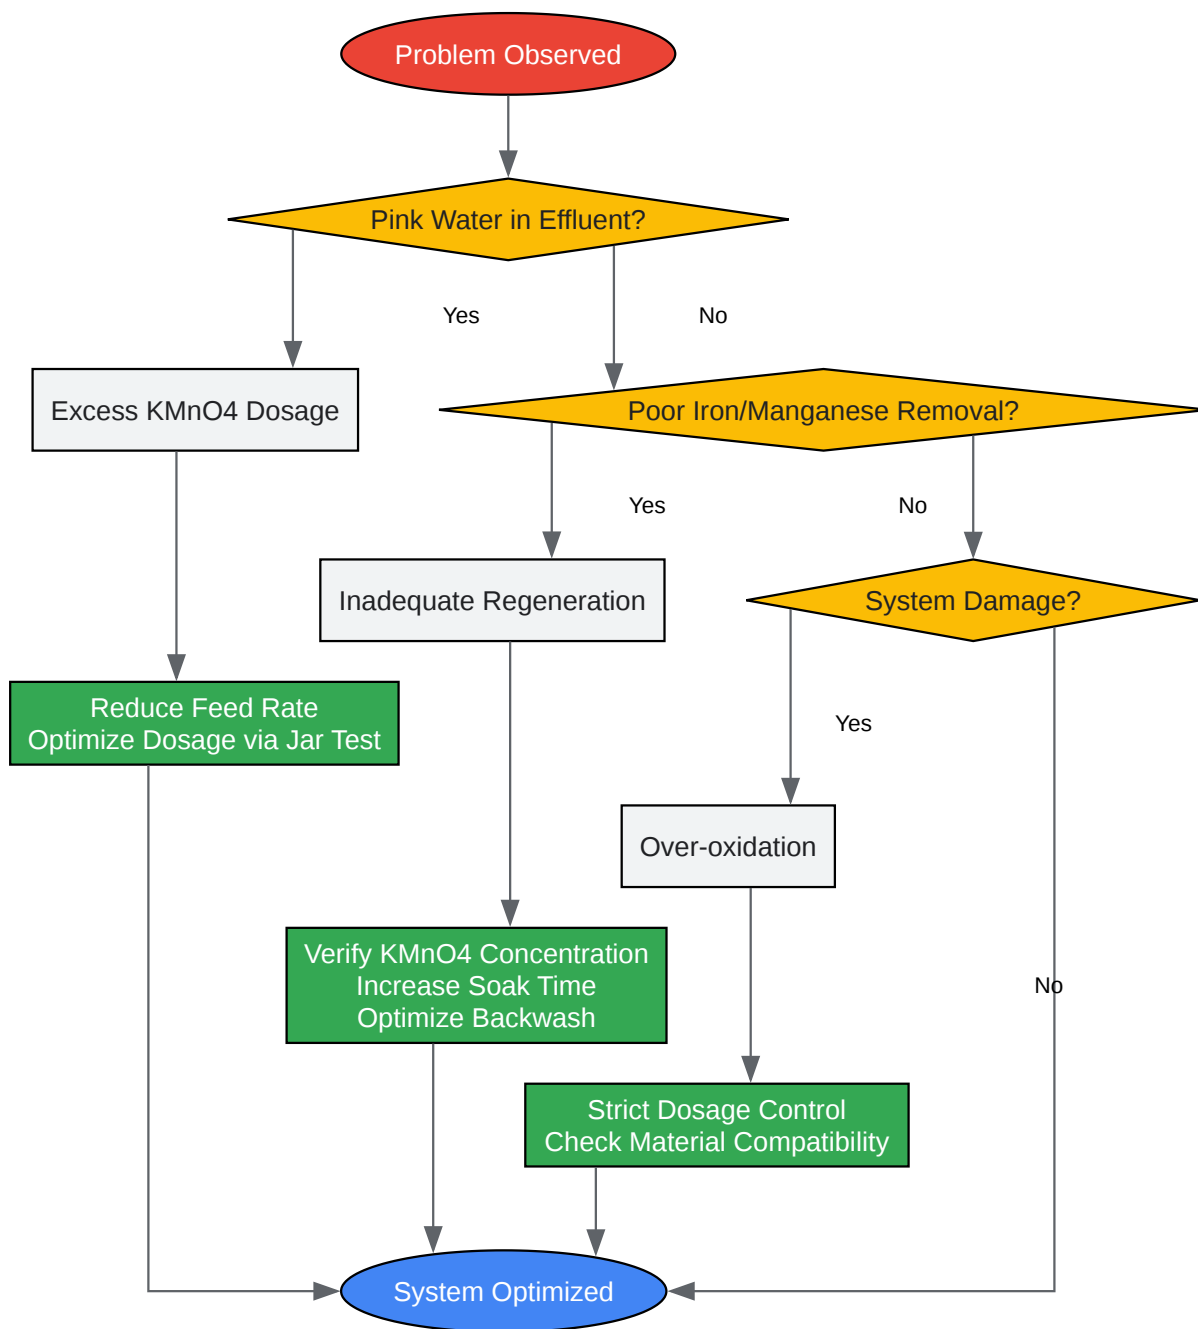 Problem Observed
Pink Water in Effluent?
Yes
No
Excess KMnO4 Dosage
Poor Iron/Manganese Removal?
Yes
No
Inadequate Regeneration
System Damage?
Reduce Feed Rate
Optimize Dosage via Jar Test
Yes
Over-oxidation
Verify KMnO4 Concentration
Increase Soak Time
Optimize Backwash
No
Strict Dosage Control
Check Material Compatibility
System Optimized